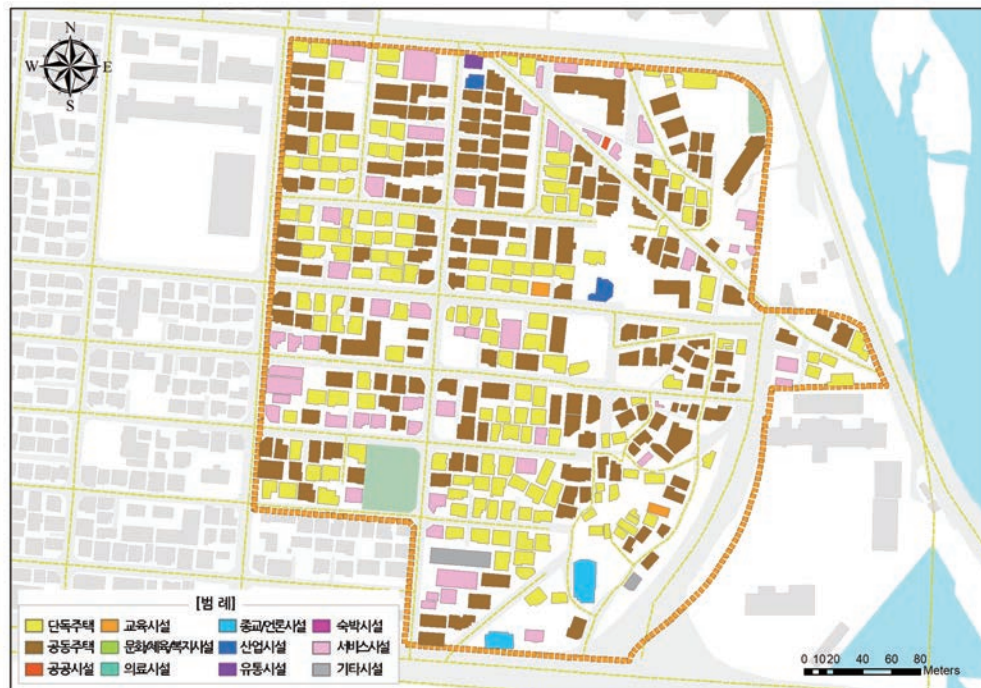 N
W E
S
[범 례]
단독주택 교육시설 종교/언론시설 숙박시설
공동주택 문화/체육/복지시설 산업시설 서비스시설
공공시설 의료시설 유통시설 기타시설
0 10 20 40 60 80
Meters